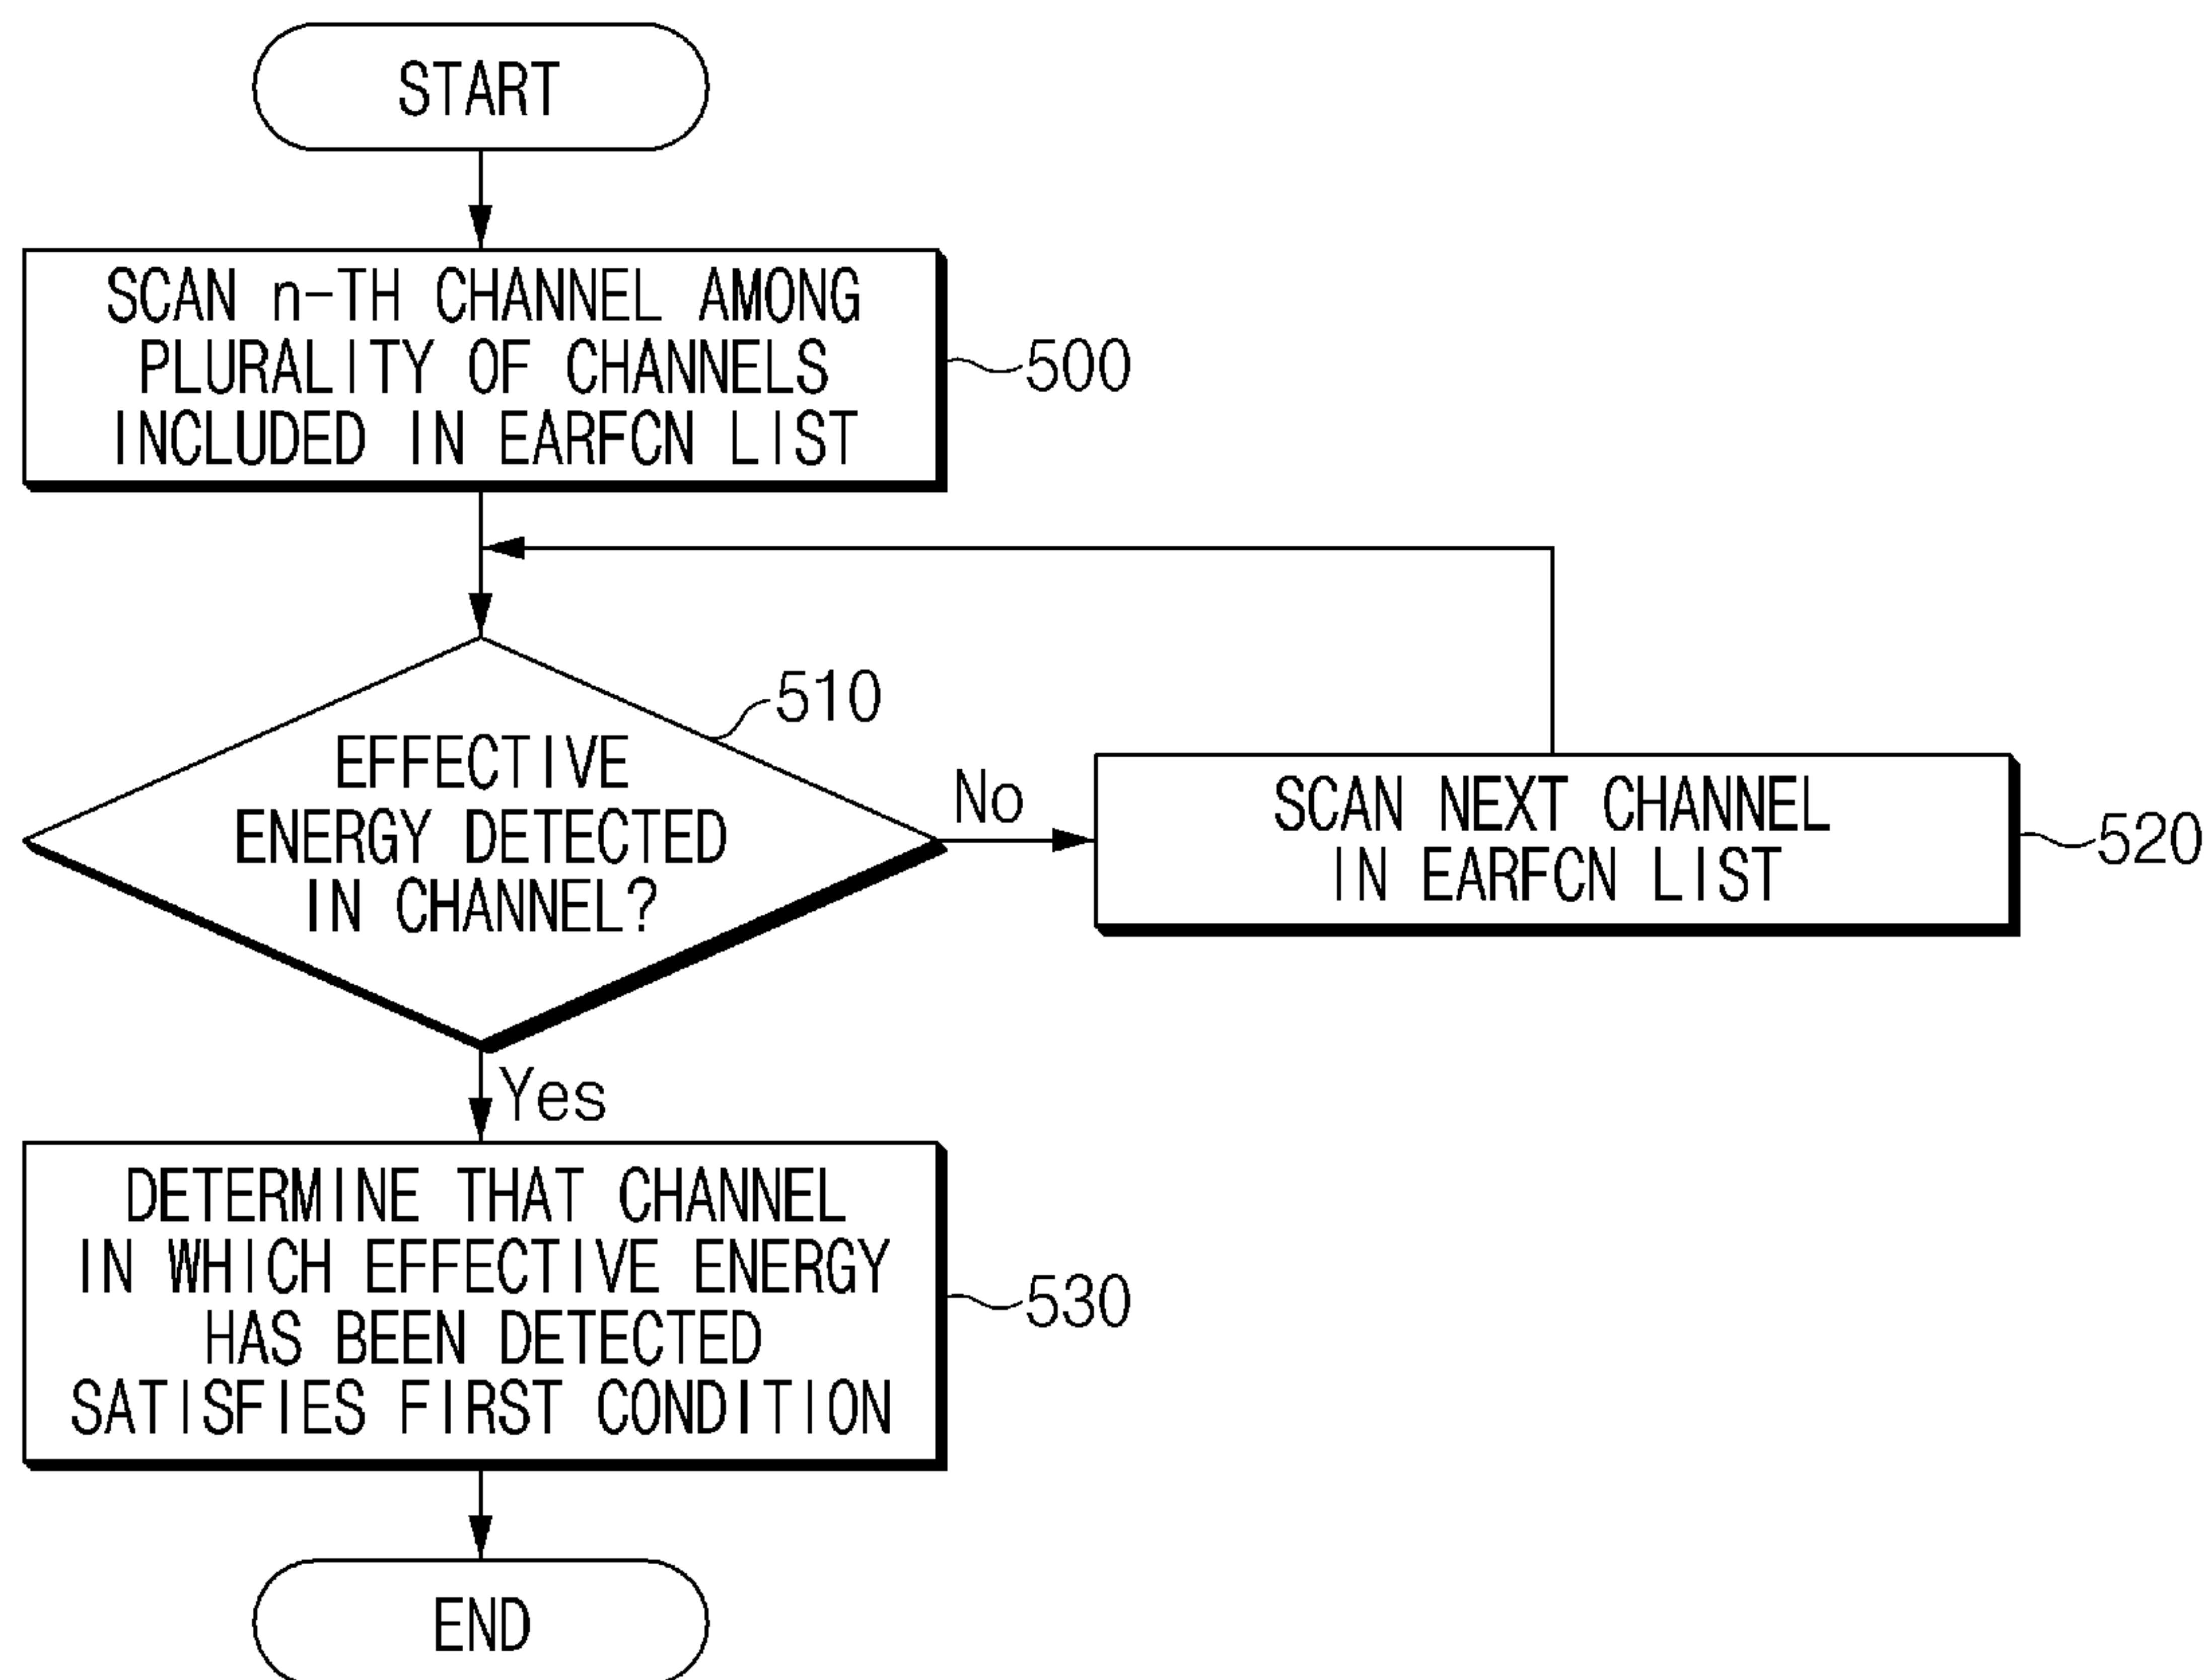 START
SCAN n-TH CHANNEL AMONG
PLURALITY OF CHANNELS
INCLUDED IN EARFCN LIST
500
510
EFFECTIVE
ENERGY DETECTED
IN CHANNEL?
No
SCAN NEXT CHANNEL
IN EARFCN LIST
520
Yes
DETERMINE THAT CHANNEL
IN WHICH EFFECTIVE ENERGY
HAS BEEN DETECTED
SATISFIES FIRST CONDITION
530
END